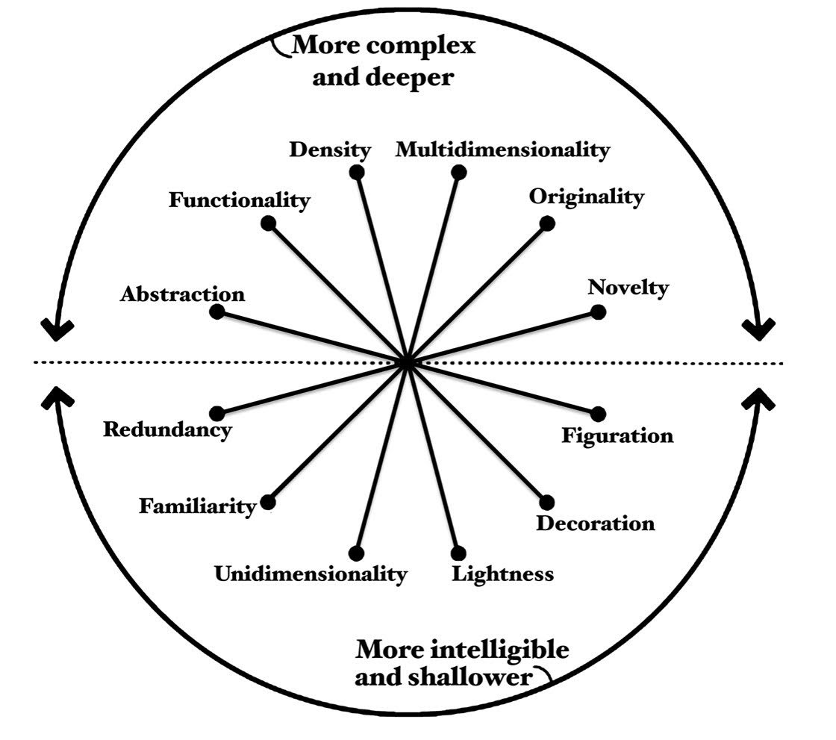 More complex
and deeper
Density
Multidimensionality
Functionality
Originality
Abstraction
Novelty
Redundancy
Figuration
Familiarity
Decoration
Unidimensionality
Lightness
More intelligible
and shallower